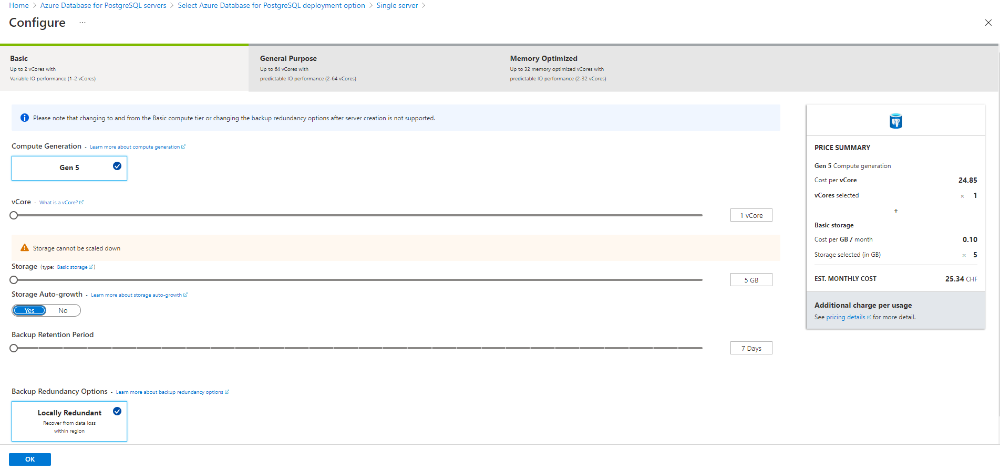 Home > Azure Database for PostgreSQL servers > Select Azure Database for PostgreSQL deployment option > Single server >
Configure ...
Basic
Up to 2 vCores with
Variable IO performance (1-2 vCores)
General Purpose
Up to 64 vCores with
predictable IO performance (2-64 vCores)
Memory Optimized
Up to 32 memory optimized vCores with
predictable IO performance (2-32 vCores)
Please note that changing to and from the Basic compute tier or changing the backup redundancy options after server creation is not supported.
Compute Generation - Learn more about compute generation
Gen 5
vCore - What is a vCore?
1 vCore
Storage cannot be scaled down
Storage (type: Basic storage)
5 GB
Storage Auto-growth - Learn more about storage auto-growth
Yes No
Backup Retention Period
7 Days
Backup Redundancy Options - Learn more about backup redundancy options
Locally Redundant
Recover from data loss
within region
OK
PRICE SUMMARY
Gen 5 Compute generation
Cost per vCore 24.85
vCores selected × 1
+
Basic storage
Cost per GB / month 0.10
Storage selected (in GB) × 5
EST. MONTHLY COST 25.34 CHF
Additional charge per usage
See pricing details for more detail.